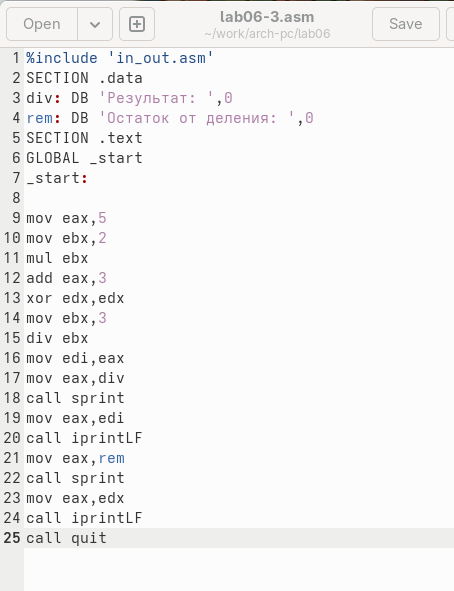 Open
lab06-3.asm
~/work/arch-pc/lab06
Save
1 %include 'in_out.asm'
2 SECTION .data
3 div: DB 'Результат: ',0
4 rem: DB 'Остаток от деления: ',0
5 SECTION .text
6 GLOBAL _start
7 _start:
8
9 mov eax,5
10 mov ebx,2
11 mul ebx
12 add eax,3
13 xor edx,edx
14 mov ebx,3
15 div ebx
16 mov edi,eax
17 mov eax,div
18 call sprint
19 mov eax,edi
20 call iprintLF
21 mov eax,rem
22 call sprint
23 mov eax,edx
24 call iprintLF
25 call quit